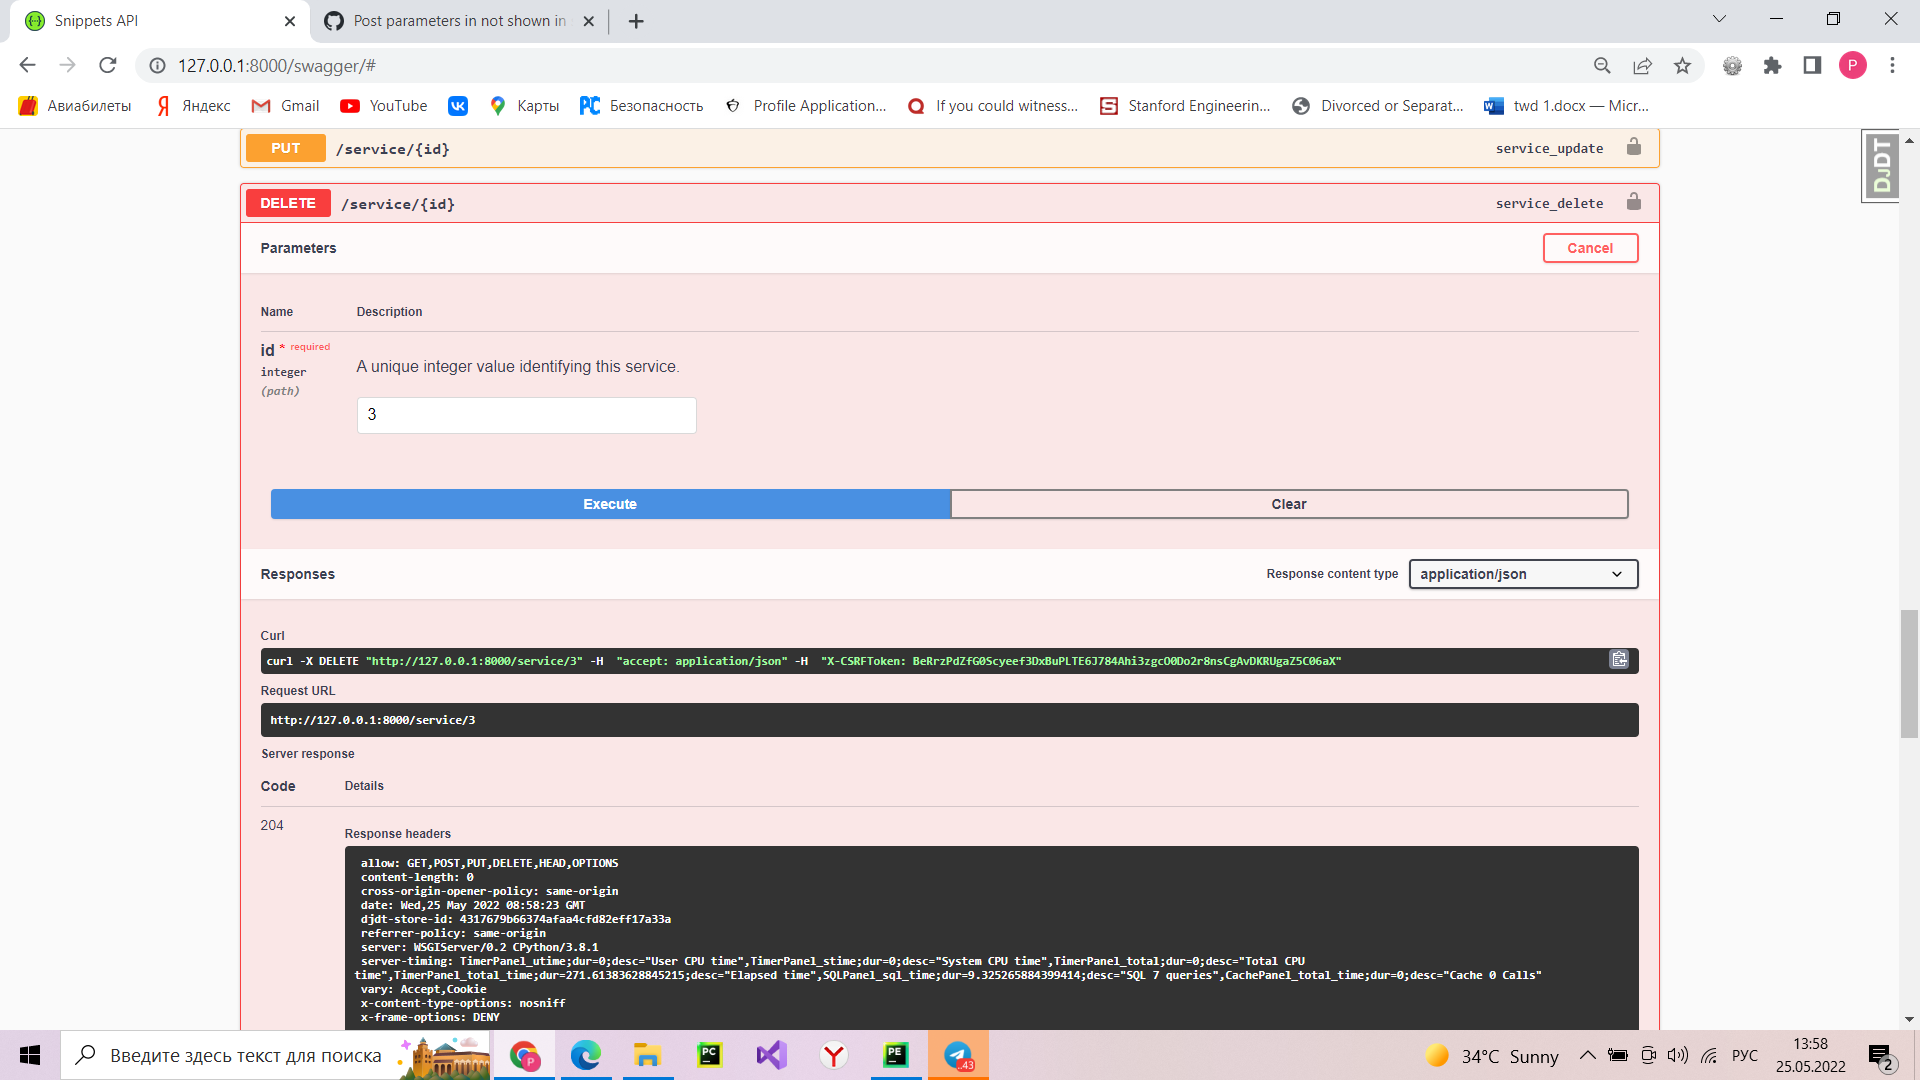 Snippets API
Post parameters in not shown in
127.0.0.1:8000/swagger/#
P
Авиабилеты Яндекс Gmail YouTube Карты Безопасность Profile Application... If you could witness... Stanford Engineerin... Divorced or Separat... twd 1.docx — Micr...
PUT /service/{id} service_update
DjDT
DELETE /service/{id} service_delete
Parameters Cancel
Name Description
id * required
integer
(path)
A unique integer value identifying this service.
3
Execute Clear
Responses Response content type application/json
Curl
curl -X DELETE "http://127.0.0.1:8000/service/3" -H "accept: application/json" -H "X-CSRFToken: BeRrzPdZfG0Scyeef3DxBuPLTE6J784Ahi3zgcO0Do2r8nsCgAvDKRUgaZ5C06aX"
Request URL
http://127.0.0.1:8000/service/3
Server response
Code Details
204
Response headers
allow: GET,POST,PUT,DELETE,HEAD,OPTIONS
content-length: 0
cross-origin-opener-policy: same-origin
date: Wed,25 May 2022 08:58:23 GMT
djdt-store-id: 4317679b66374afaa4cfd82eff17a33a
referrer-policy: same-origin
server: WSGIServer/0.2 CPython/3.8.1
server-timing: TimerPanel_utime;dur=0;desc="User CPU time",TimerPanel_stime;dur=0;desc="System CPU time",TimerPanel_total;dur=0;desc="Total CPU
time",TimerPanel_total_time;dur=271.61383628845215;desc="Elapsed time",SQLPanel_sql_time;dur=9.325265884399414;desc="SQL 7 queries",CachePanel_total_time;dur=0;desc="Cache 0 Calls"
vary: Accept,Cookie
x-content-type-options: nosniff
x-frame-options: DENY
Введите здесь текст для поиска
P
PC
PE
43
34°C Sunny
РУС
13:58
25.05.2022
2